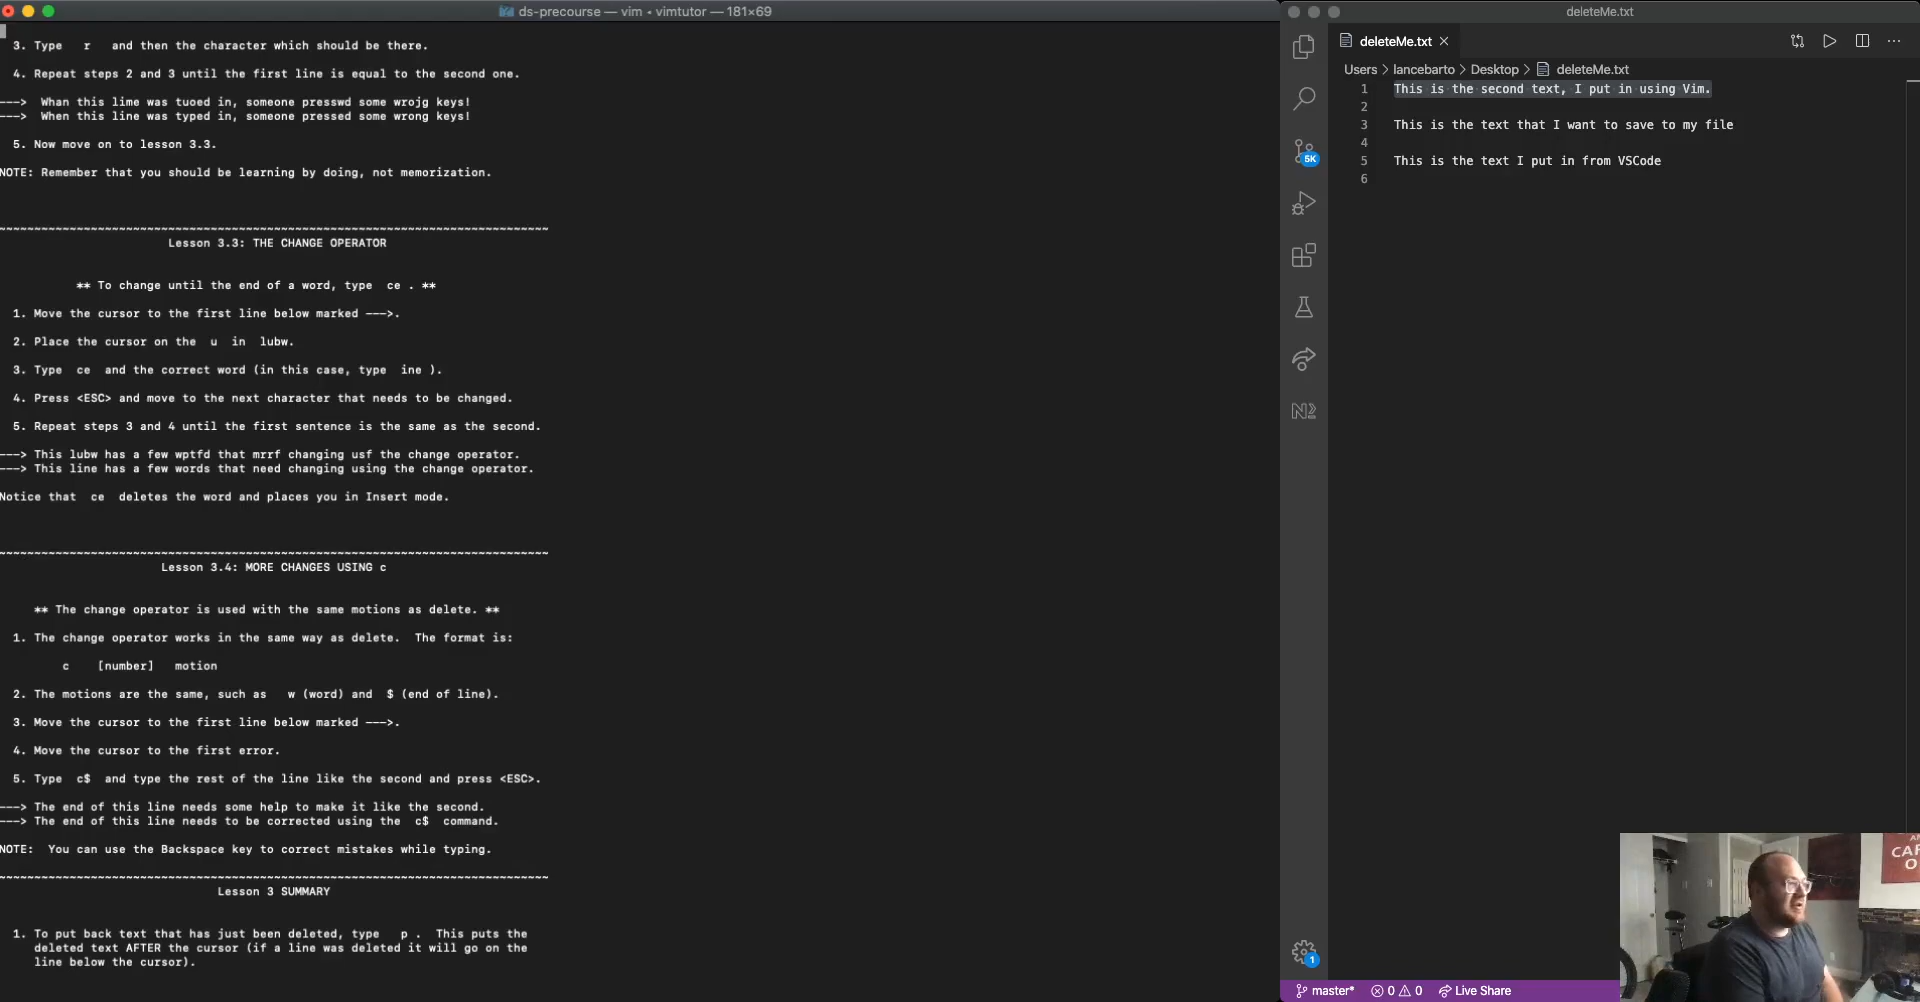 ds-precourse — vim ◂ vimtutor — 181×69
3. Type   r   and then the character which should be there.
4. Repeat steps 2 and 3 until the first line is equal to the second one.
--->  Whan this lime was tuoed in, someone presswd some wrojg keys!
--->  When this line was typed in, someone pressed some wrong keys!
5. Now move on to lesson 3.3.
NOTE: Remember that you should be learning by doing, not memorization.
~~~~~~~~~~~~~~~~~~~~~~~~~~~~~~~~~~~~~~~~~~~~~~~~~~~~~~~~~~~~~~~~~~~~~~~~~~~~~~
Lesson 3.3: THE CHANGE OPERATOR
** To change until the end of a word, type  ce . **
1. Move the cursor to the first line below marked --->.
2. Place the cursor on the  u  in  lubw.
3. Type  ce  and the correct word (in this case, type  ine ).
4. Press <ESC> and move to the next character that needs to be changed.
5. Repeat steps 3 and 4 until the first sentence is the same as the second.
---> This lubw has a few wptfd that mrrf changing usf the change operator.
---> This line has a few words that need changing using the change operator.
Notice that  ce  deletes the word and places you in Insert mode.
~~~~~~~~~~~~~~~~~~~~~~~~~~~~~~~~~~~~~~~~~~~~~~~~~~~~~~~~~~~~~~~~~~~~~~~~~~~~~~
Lesson 3.4: MORE CHANGES USING c
** The change operator is used with the same motions as delete. **
1. The change operator works in the same way as delete.  The format is:
c    [number]   motion
2. The motions are the same, such as   w (word) and  $ (end of line).
3. Move the cursor to the first line below marked --->.
4. Move the cursor to the first error.
5. Type  c$  and type the rest of the line like the second and press <ESC>.
---> The end of this line needs some help to make it like the second.
---> The end of this line needs to be corrected using the  c$  command.
NOTE:  You can use the Backspace key to correct mistakes while typing.
~~~~~~~~~~~~~~~~~~~~~~~~~~~~~~~~~~~~~~~~~~~~~~~~~~~~~~~~~~~~~~~~~~~~~~~~~~~~~~
Lesson 3 SUMMARY
1. To put back text that has just been deleted, type   p .  This puts the
deleted text AFTER the cursor (if a line was deleted it will go on the
line below the cursor).
deleteMe.txt
deleteMe.txt
Users > lancebarto > Desktop > deleteMe.txt
1 This is the second text, I put in using Vim.
2
3 This is the text that I want to save to my file
4
5 This is the text I put in from VSCode
6
5K
1
master* 0 0 Live Share